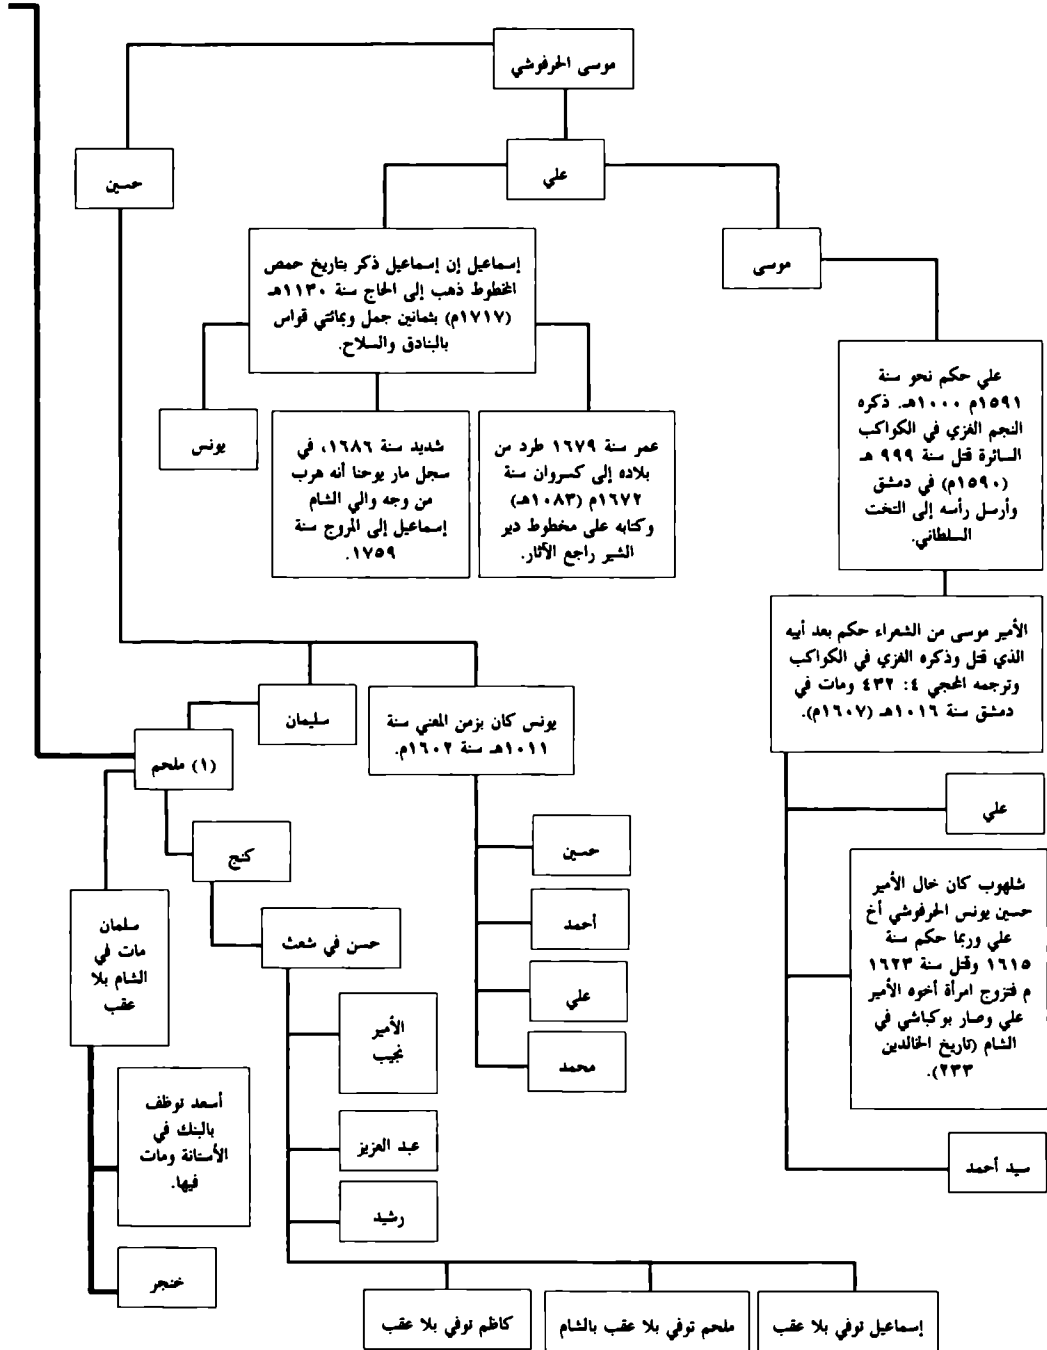 موسى الحرفوشي
حسين
علي
موسى
إسماعيل إن إسماعيل ذكر بتاريخ حمص
المخطوط ذهب إلى الحاج سنة ١١٣٠هـ
(١٧١٧م) بثمانين جمل وبمائتي قواس
بالبنادق والسلاح.
علي حكم نحو سنة
١٥٩١م ١٠٠٠هـ. ذكره
النجم الغزي في الكواكب
السائرة قتل سنة ٩٩٩ هـ
(١٥٩٠م) في دمشق
وأرسل رأسه إلى التخت
السلطاني.
يونس
شديد سنة ١٦٨٦، في
سجل مار يوحنا أنه هرب
من وجه والي الشام
إسماعيل إلى المروج سنة
١٧٥٩.
عمر سنة ١٦٧٩ طرد من
بلاده إلى كسروان سنة
١٦٧٢م (١٠٨٣هـ)
وكتابه على مخطوط دير
الشير راجع الآثار.
الأمير موسى من الشعراء حكم بعد أبيه
الذي قتل وذكره الغزي في الكواكب
وترجمه المحجي ٤: ٤٣٢ ومات في
دمشق سنة ١٠١٦هـ (١٦٠٧م).
سليمان
يونس كان بزمن المعني سنة
١٠١١هـ سنة ١٦٠٢م.
(١) ملحم
علي
كنج
حسين
شلهوب كان خال الأمير
حسين يونس الحرفوشي أخ
علي وربما حكم سنة
١٦١٥ وقتل سنة ١٦٢٣
م فتزوج امرأة أخوه الأمير
علي وصار بوكباشي في
الشام (تاريخ الخالدين
٢٣٣).
سلمان
مات في
الشام بلا
عقب
حسن في شعث
أحمد
علي
الأمير
نجيب
محمد
أسعد توظف
بالبنك في
الأستانة ومات
فيها.
عبد العزيز
سيد أحمد
رشيد
خنجر
كاظم توفي بلا عقب
ملحم توفي بلا عقب بالشام
إسماعيل توفي بلا عقب